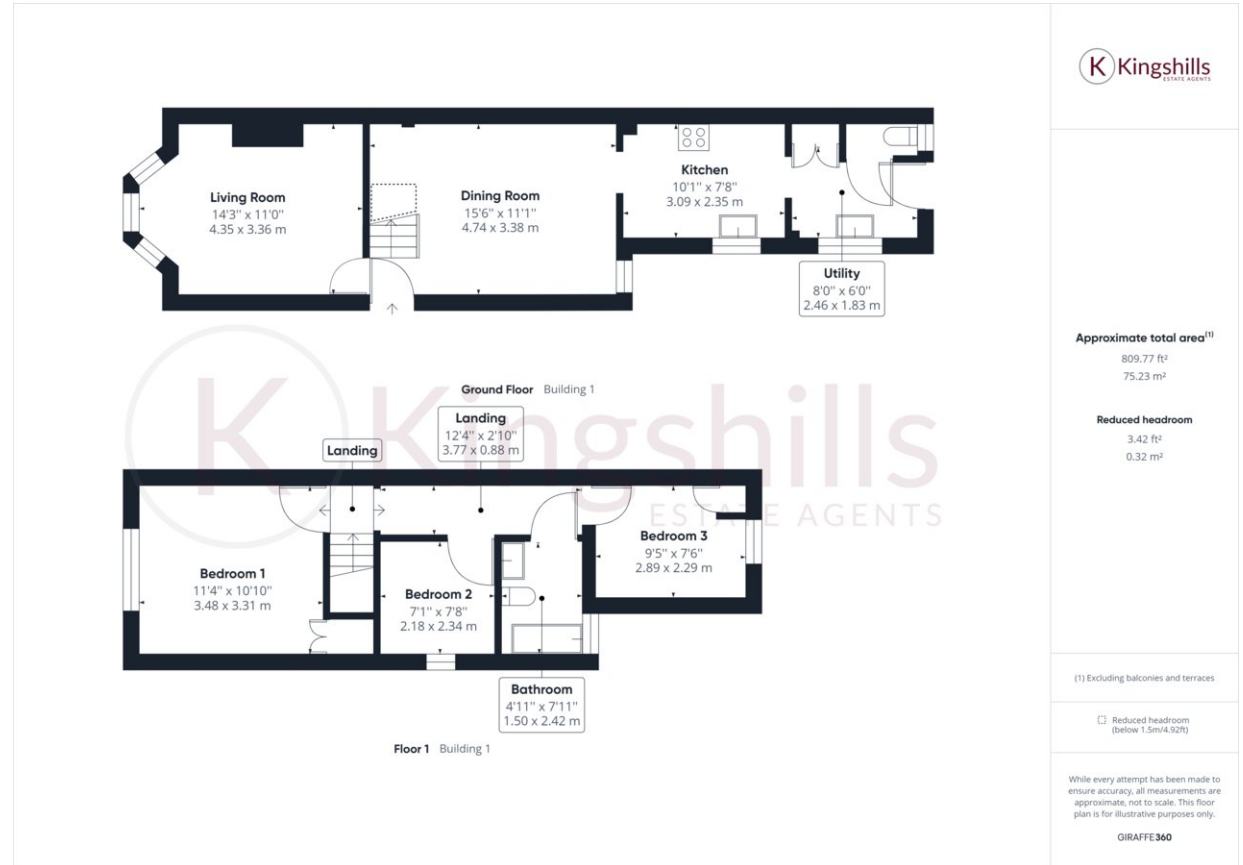 Living Room
14'3" x 11'0"
4.35 x 3.36 m
Dining Room
15'6" x 11'1"
4.74 x 3.38 m
Kitchen
10'1" x 7'8"
3.09 x 2.35 m
Utility
8'0" x 6'0"
2.46 x 1.83 m
Ground Floor Building 1
K Kingshills
ESTATE AGENTS
Landing
12'4" x 2'10"
3.77 x 0.88 m
Landing
Bedroom 1
11'4" x 10'10"
3.48 x 3.31 m
Bedroom 2
7'1" x 7'8"
2.18 x 2.34 m
Bedroom 3
9'5" x 7'6"
2.89 x 2.29 m
Bathroom
4'11" x 7'11"
1.50 x 2.42 m
Floor 1 Building 1
K Kingshills
ESTATE AGENTS
Approximate total area(1)
809.77 ft²
75.23 m²
Reduced headroom
3.42 ft²
0.32 m²
(1) Excluding balconies and terraces
Reduced headroom
(below 1.5m/4.92ft)
While every attempt has been made to
ensure accuracy, all measurements are
approximate, not to scale. This floor
plan is for illustrative purposes only.
GIRAFFE360